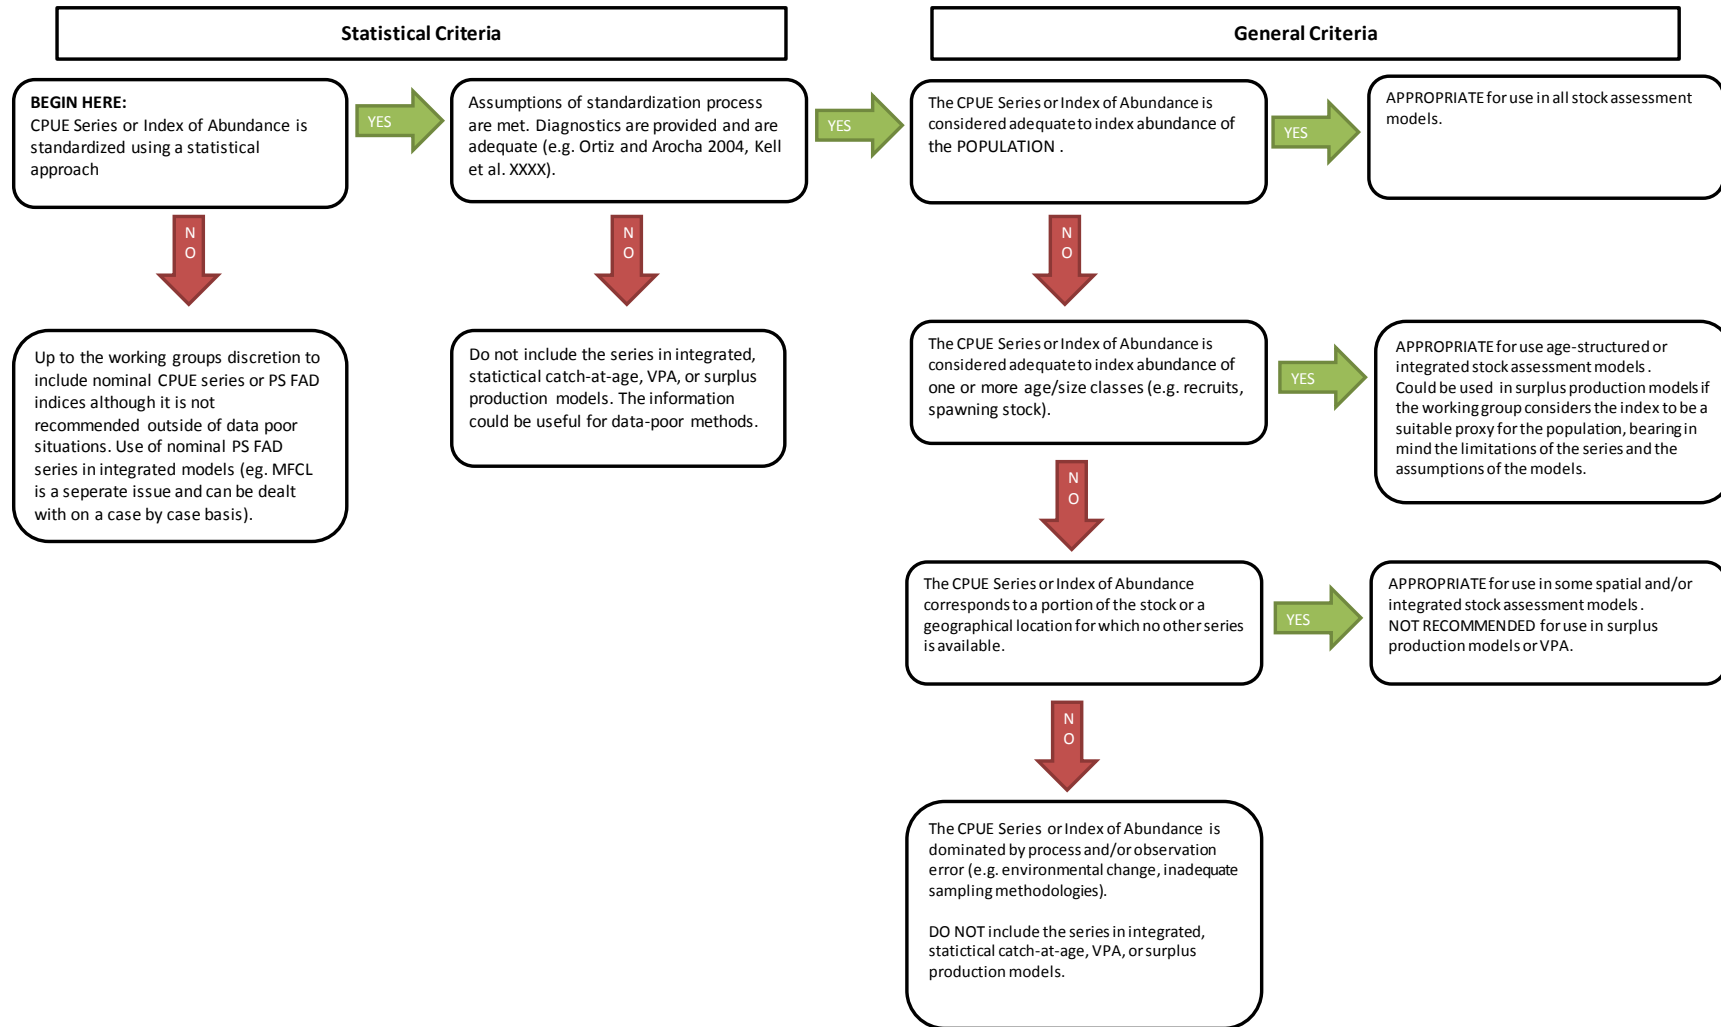 Statistical Criteria
General Criteria
BEGIN HERE:
CPUE Series or Index of Abundance is
standardized using a statistical
approach
YES
Assumptions of standardization process
are met. Diagnostics are provided and are
adequate (e.g. Ortiz and Arocha 2004, Kell
et al. XXXX).
YES
The CPUE Series or Index of Abundance is
considered adequate to index abundance of
the POPULATION .
YES
APPROPRIATE for use in all stock assessment
models.
N
O
N
O
N
O
Up to the working groups discretion to
include nominal CPUE series or PS FAD
indices although it is not
recommended outside of data poor
situations. Use of nominal PS FAD
series in integrated models (eg. MFCL
is a seperate issue and can be dealt
with on a case by case basis).
Do not include the series in integrated,
statictical catch-at-age, VPA, or surplus
production models. The information
could be useful for data-poor methods.
The CPUE Series or Index of Abundance is
considered adequate to index abundance of
one or more age/size classes (e.g. recruits,
spawning stock).
YES
APPROPRIATE for use age-structured or
integrated stock assessment models .
Could be used in surplus production models if
the working group considers the index to be a
suitable proxy for the population, bearing in
mind the limitations of the series and the
assumptions of the models.
N
O
The CPUE Series or Index of Abundance
corresponds to a portion of the stock or a
geographical location for which no other series
is available.
YES
APPROPRIATE for use in some spatial and/or
integrated stock assessment models .
NOT RECOMMENDED for use in surplus
production models or VPA.
N
O
The CPUE Series or Index of Abundance is
dominated by process and/or observation
error (e.g. environmental change, inadequate
sampling methodologies).
DO NOT include the series in integrated,
statictical catch-at-age, VPA, or surplus
production models.